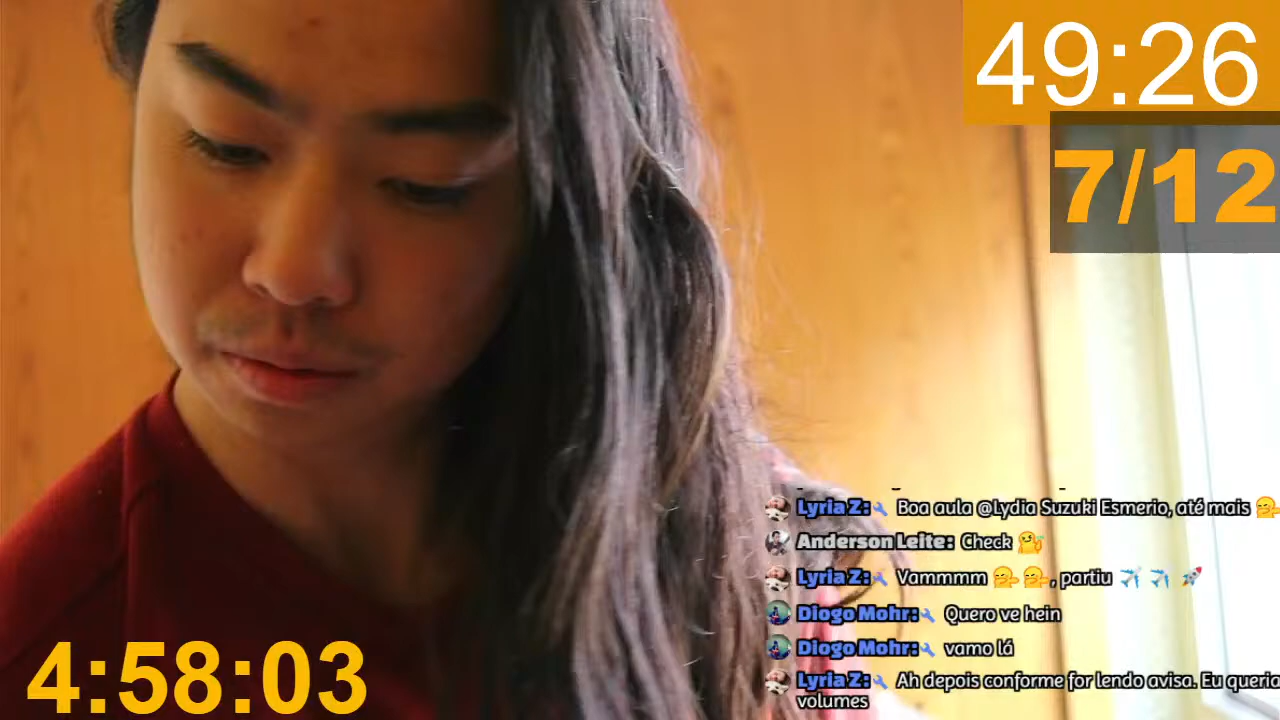 49:26
7/12
Lyria Z: Boa aula @Lydia Suzuki Esmerio, até mais
Anderson Leite: Check
Lyria Z: Vammmm , partiu
Diogo Mohr: Quero ve hein
Diogo Mohr: vamo lá
Lyria Z: Ah depois conforme for lendo avisa. Eu queria
volumes
4:58:03